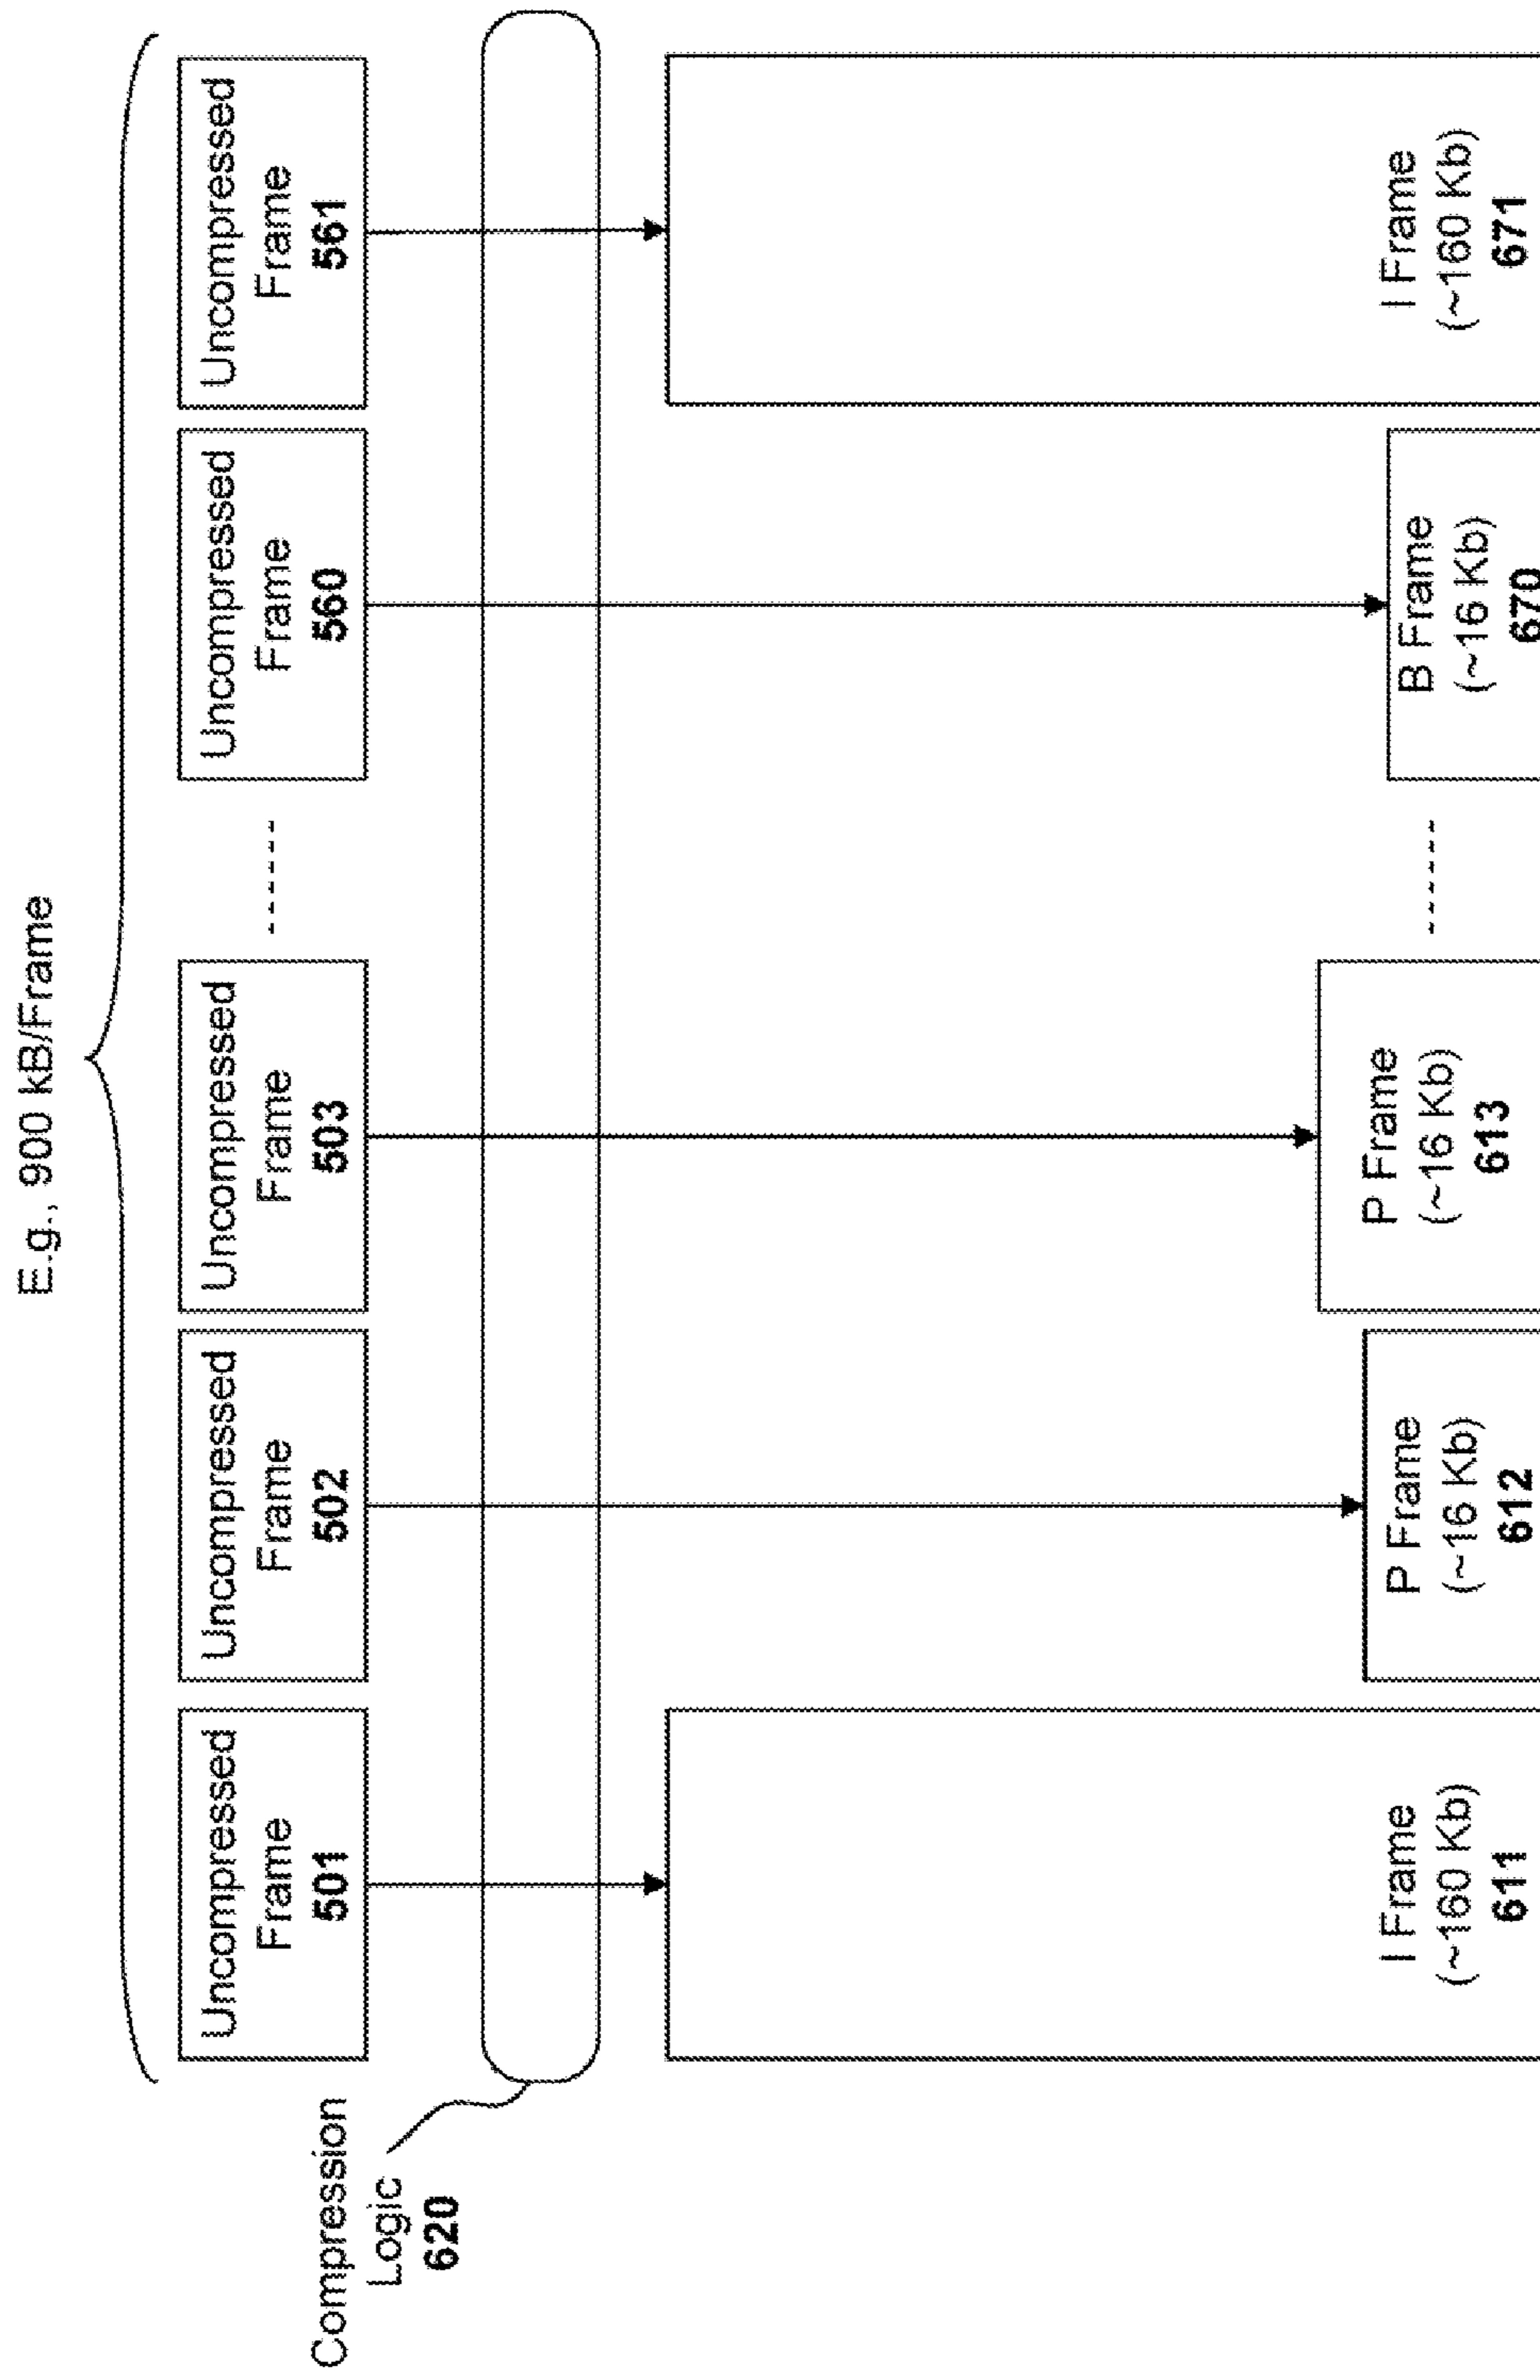 E.g., 900 kB/Frame
Uncompressed
Frame
501
Uncompressed
Frame
502
Uncompressed
Frame
503
Uncompressed
Frame
560
Uncompressed
Frame
561
Compression
Logic
620
I Frame
(~160 Kb)
611
P Frame
(~16 Kb)
612
P Frame
(~16 Kb)
613
B Frame
(~16 Kb)
670
I Frame
(~160 Kb)
671